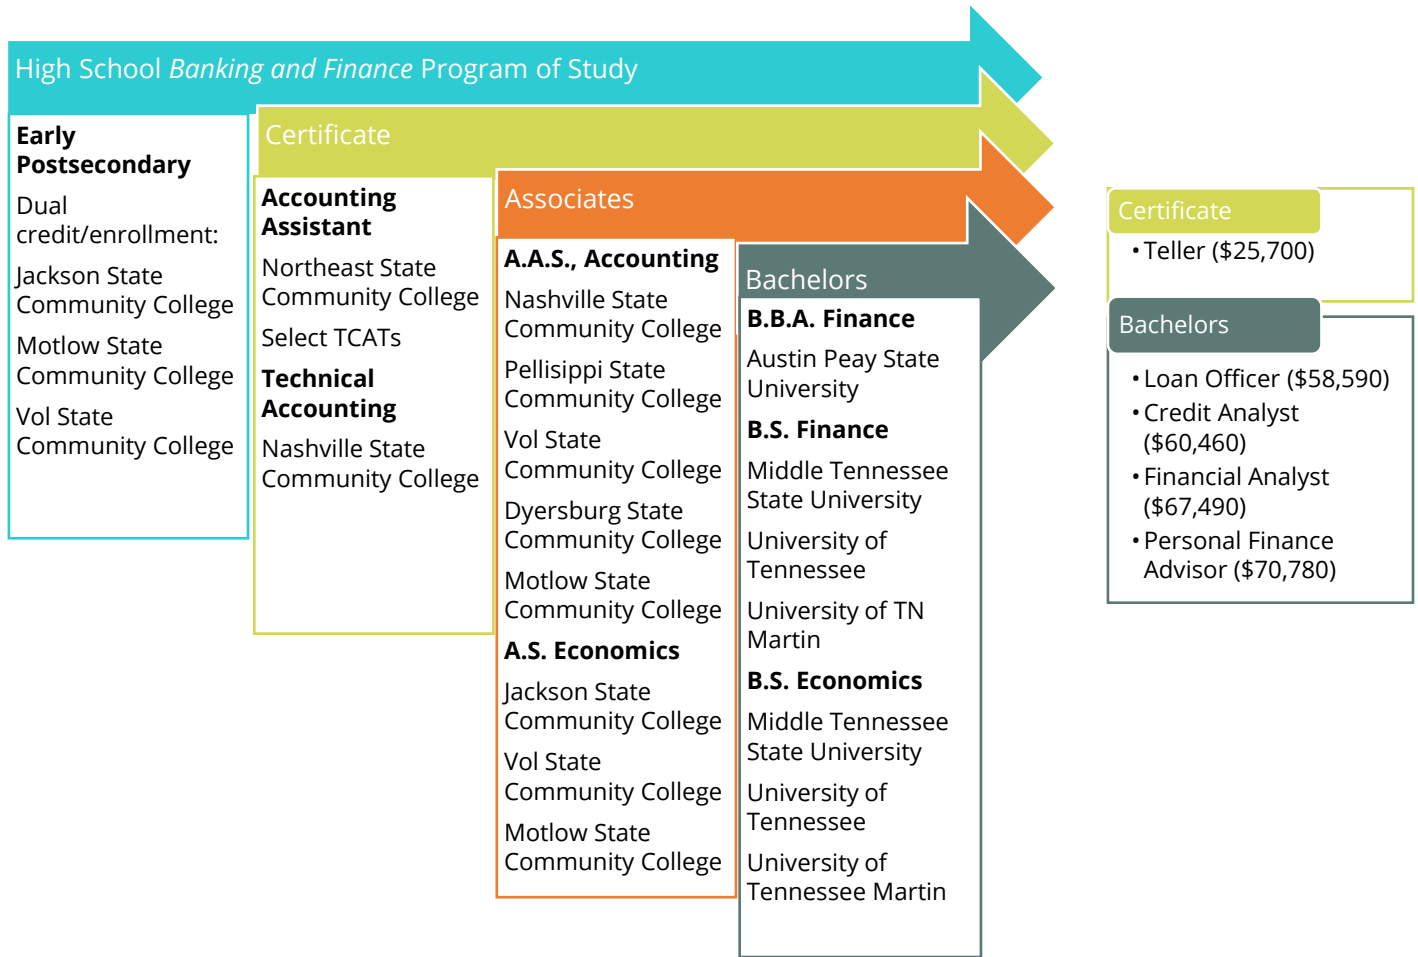 High School Banking and Finance Program of Study
Early
Postsecondary
Dual
credit/enrollment:
Jackson State
Community College
Motlow State
Community College
Vol State
Community College
Certificate
Accounting
Assistant
Northeast State
Community College
Select TCATs
Technical
Accounting
Nashville State
Community College
Associates
A.A.S., Accounting
Nashville State
Community College
Pellisippi State
Community College
Vol State
Community College
Dyersburg State
Community College
Motlow State
Community College
A.S. Economics
Jackson State
Community College
Vol State
Community College
Motlow State
Community College
Bachelors
B.B.A. Finance
Austin Peay State
University
B.S. Finance
Middle Tennessee
State University
University of
Tennessee
University of TN
Martin
B.S. Economics
Middle Tennessee
State University
University of
Tennessee
University of
Tennessee Martin
Certificate
• Teller ($25,700)
Bachelors
• Loan Officer ($58,590)
• Credit Analyst
($60,460)
• Financial Analyst
($67,490)
• Personal Finance
Advisor ($70,780)